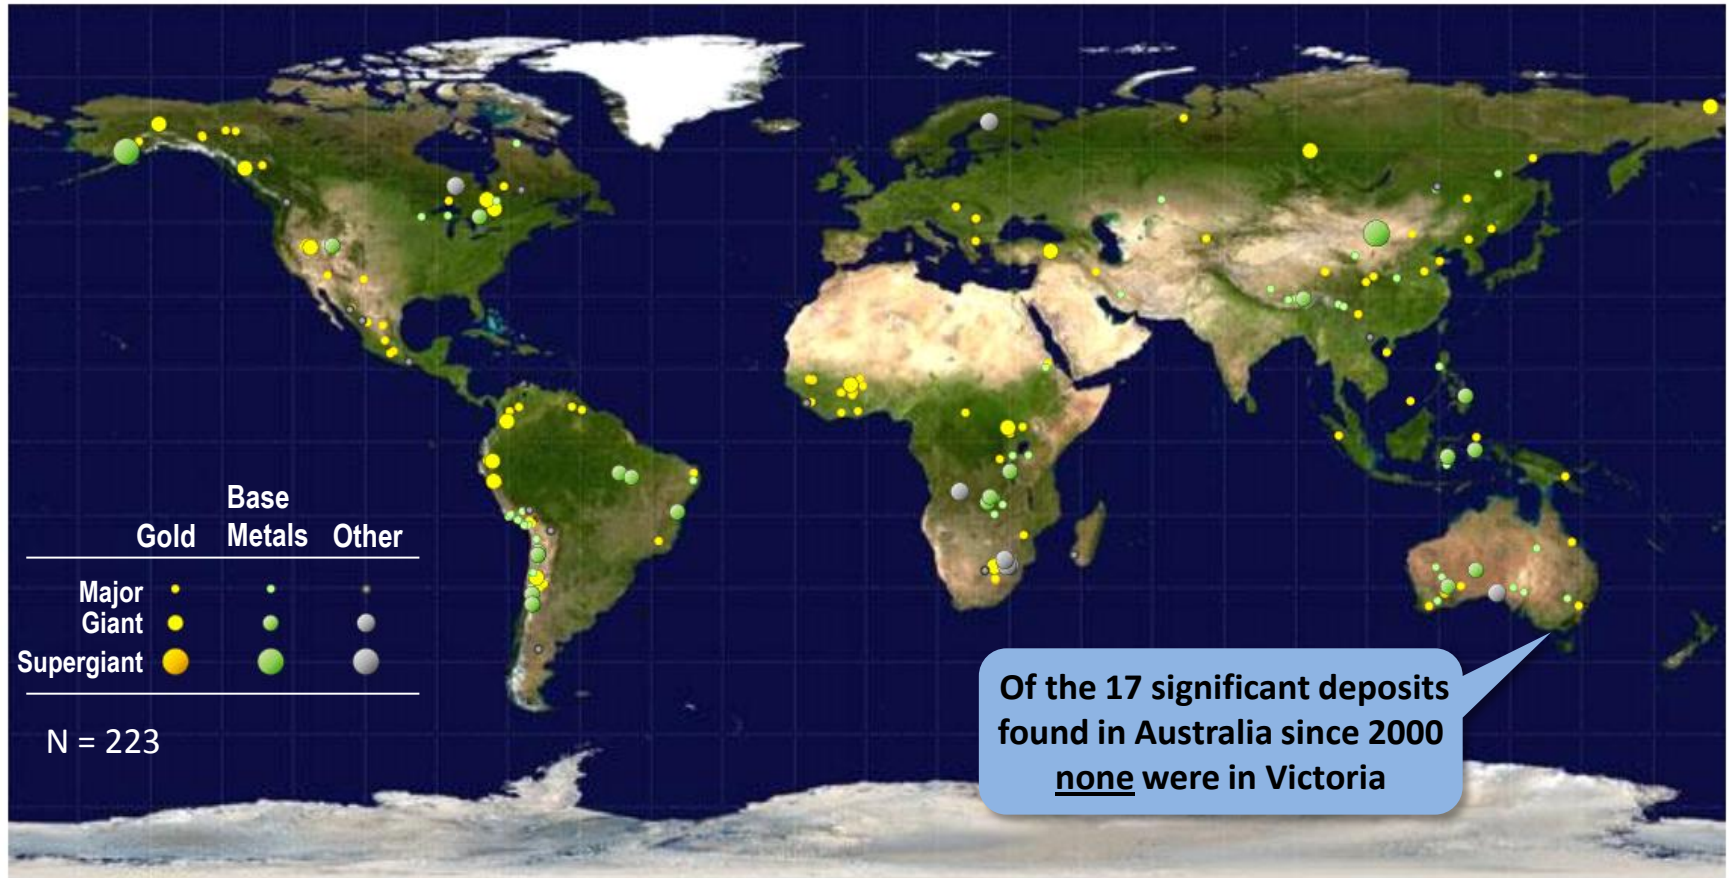 Base
Gold Metals Other
Major
Giant
Supergiant
N = 223
Of the 17 significant deposits
found in Australia since 2000
none were in Victoria